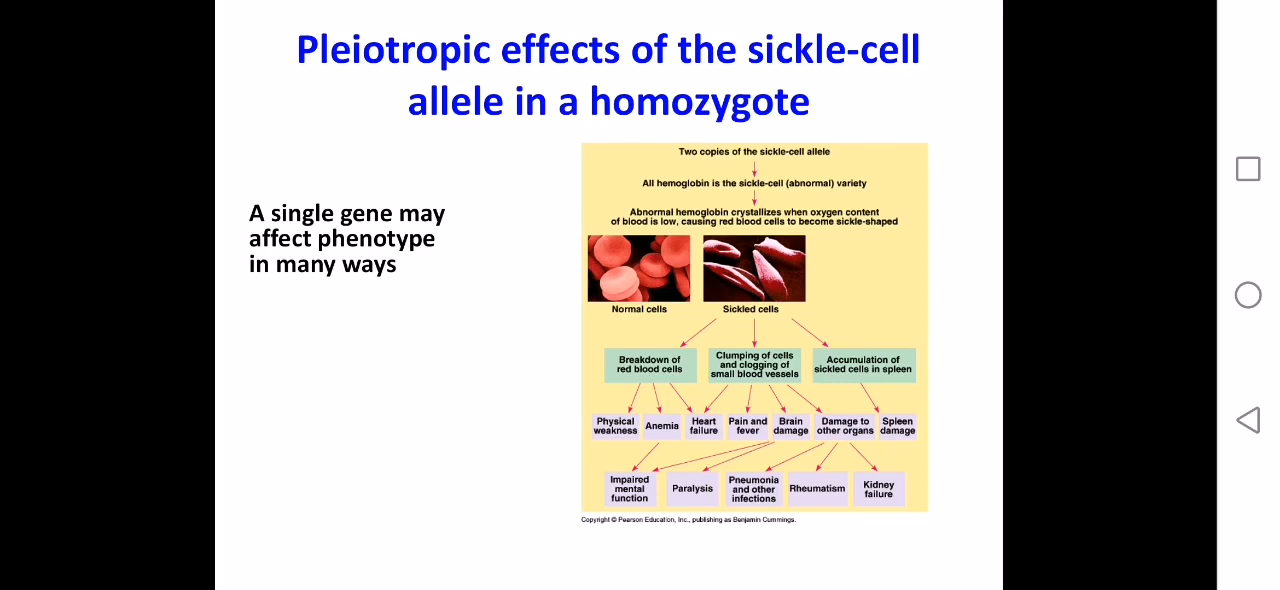 Pleiotropic effects of the sickle-cell
allele in a homozygote
A single gene may
affect phenotype
in many ways
Two copies of the sickle-cell allele
All hemoglobin is the sickle-cell (abnormal) variety
Abnormal hemoglobin crystallizes when oxygen content
of blood is low, causing red blood cells to become sickle-shaped
Normal cells
Sickled cells
Breakdown of
red blood cells
Clumping of cells
and clogging of
small blood vessels
Accumulation of
sickled cells in spleen
Physical
weakness
Anemia
Heart
failure
Pain and
fever
Brain
damage
Damage to
other organs
Spleen
damage
Impaired
mental
function
Paralysis
Pneumonia
and other
infections
Rheumatism
Kidney
failure
Copyright © Pearson Education, Inc., publishing as Benjamin Cummings.